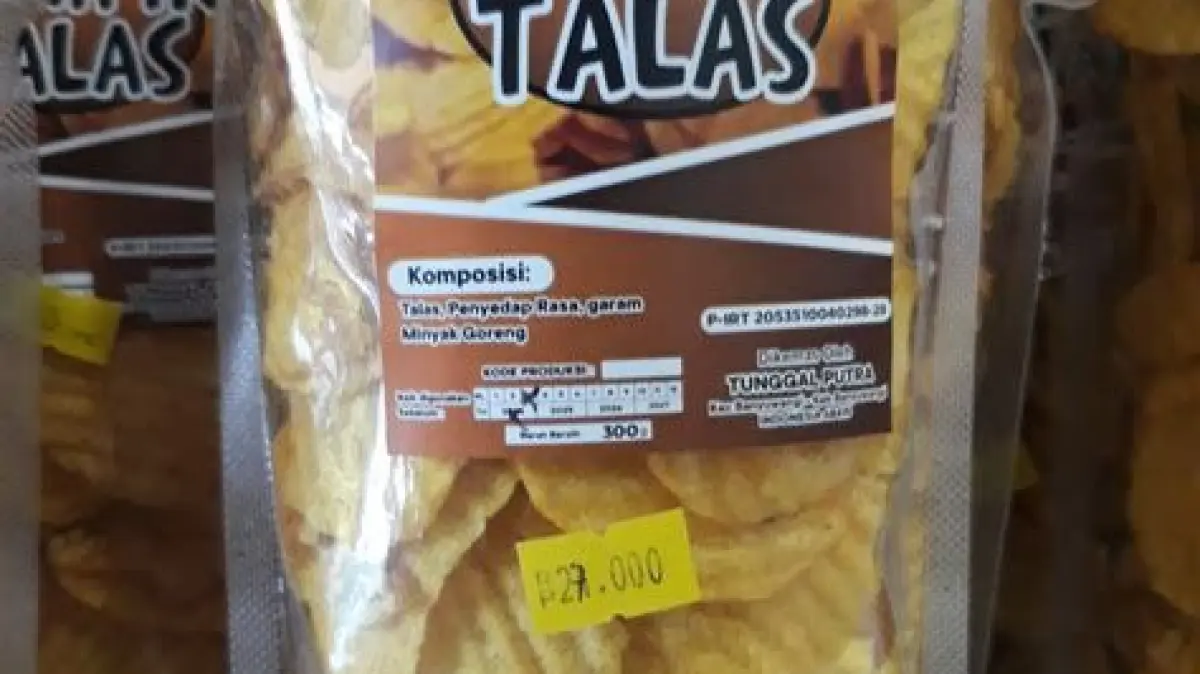 TALAS
ALAS
Komposisi:
Talas, Penyedap Rasa, garam
Minyak Goreng
P-IRT 2053510040298-28
KODE PRODUKSI
Dikemas Oleh
TUNGGAL PUTRA
INDONESIA
Berat Bersih 300g
27.000